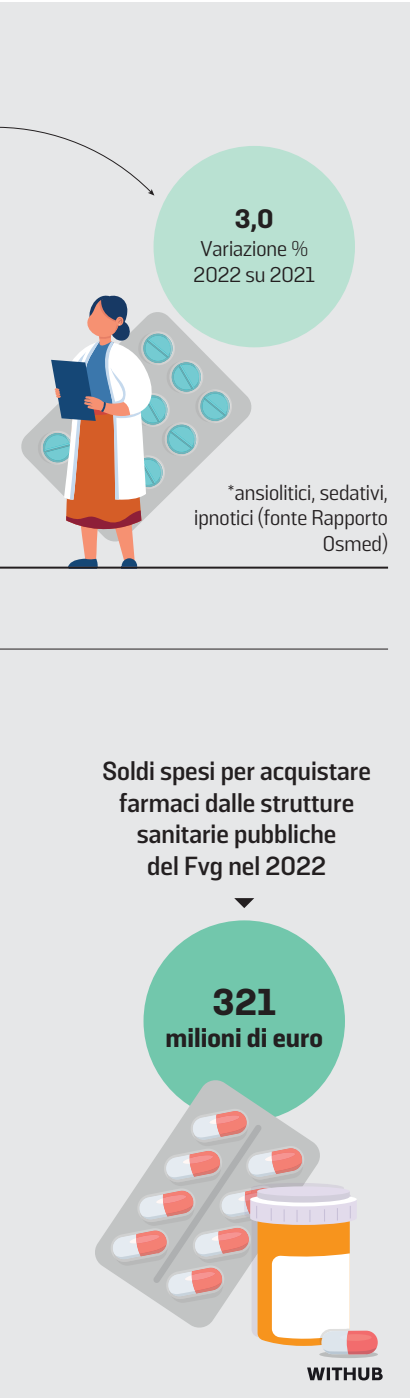 3,0
Variazione %
2022 su 2021
*ansiolitici, sedativi,
ipnotici (fonte Rapporto
Osmed)
Soldi spesi per acquistare
farmaci dalle strutture
sanitarie pubbliche
del Fvg nel 2022
321
milioni di euro
WITHUB